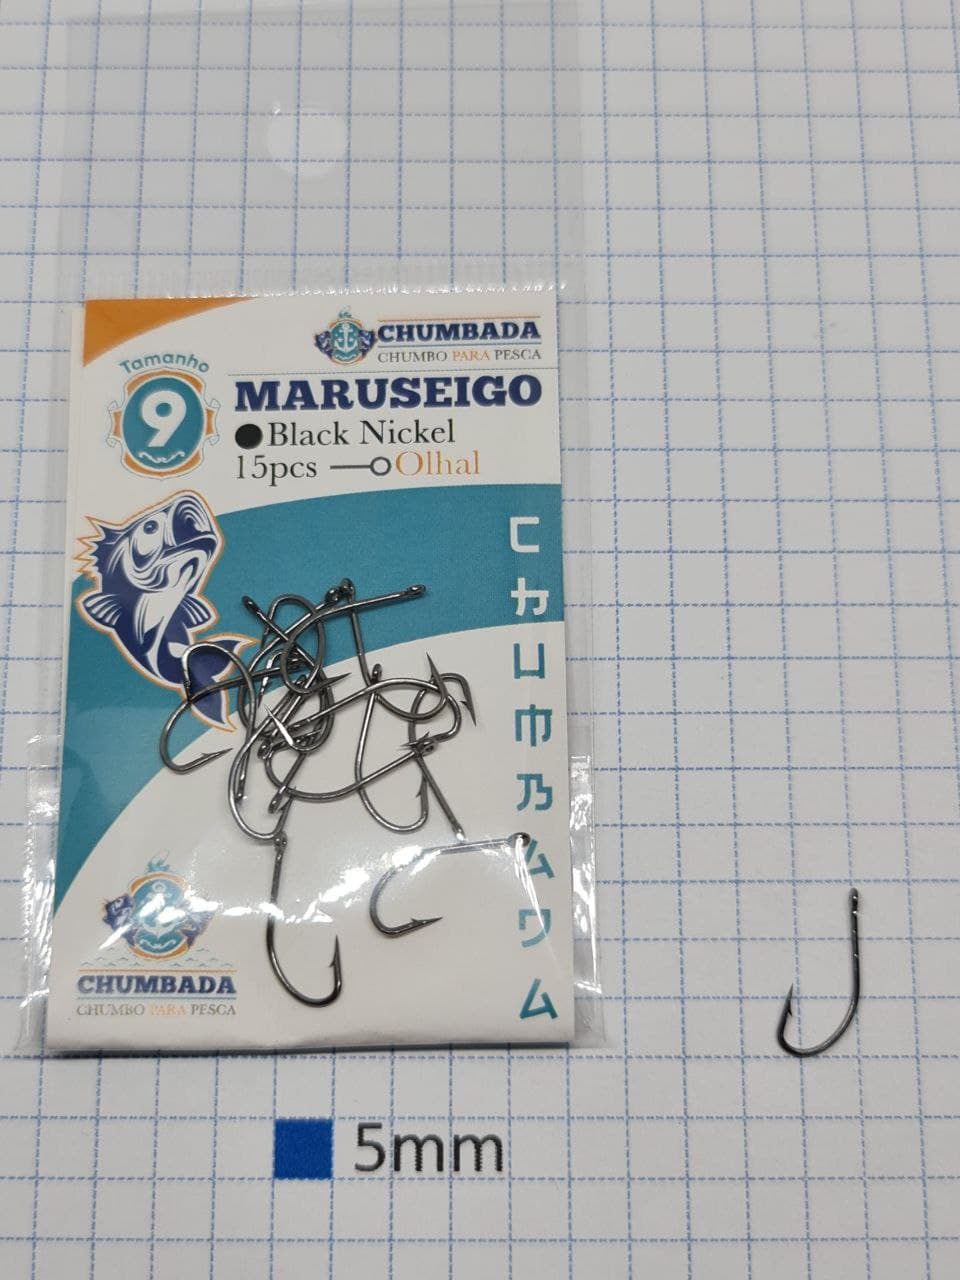 CHUMBADA
CHUMBO PARA PESCA
Tamanho
9
MARUSEIGO
Black Nickel
15pcs Olhal
CHUMBADA
CHUMBADA
CHUMBO PARA PESCA
5mm